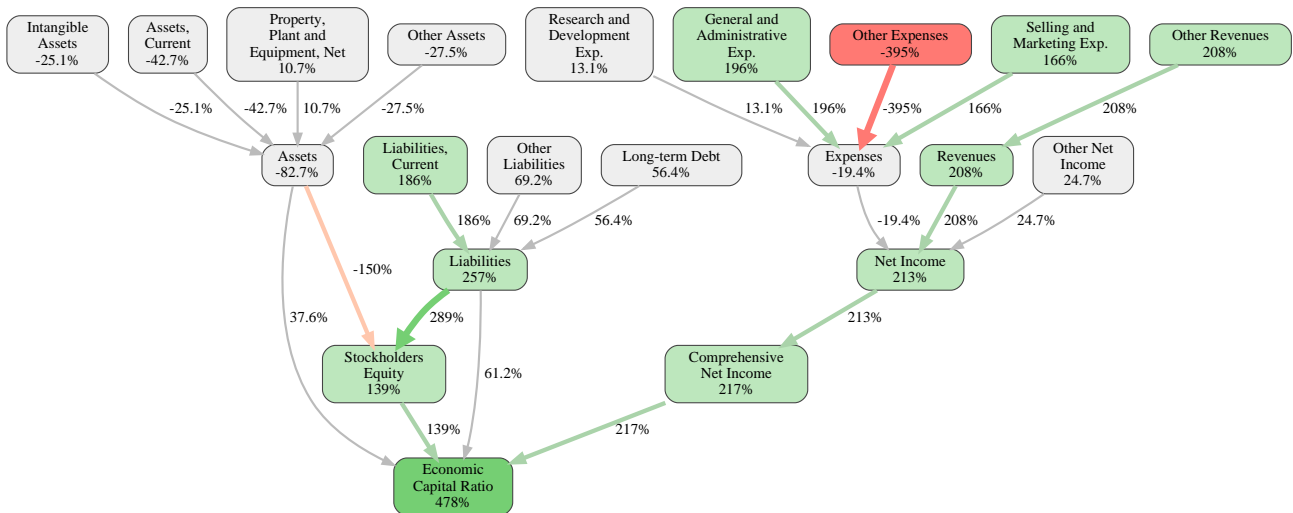 Intangible
Assets
-25.1%
Assets,
Current
-42.7%
Property,
Plant and
Equipment, Net
10.7%
Other Assets
-27.5%
Research and
Development
Exp.
13.1%
General and
Administrative
Exp.
196%
Other Expenses
-395%
Selling and
Marketing Exp.
166%
Other Revenues
208%
-25.1%
-42.7%
10.7%
-27.5%
13.1%
196%
-395%
166%
208%
Assets
-82.7%
Liabilities,
Current
186%
Other
Liabilities
69.2%
Long-term Debt
56.4%
Expenses
-19.4%
Revenues
208%
Other Net
Income
24.7%
186%
69.2%
56.4%
-19.4%
208%
24.7%
Liabilities
257%
Net Income
213%
-150%
37.6%
289%
213%
Stockholders
Equity
139%
61.2%
Comprehensive
Net Income
217%
139%
217%
Economic
Capital Ratio
478%